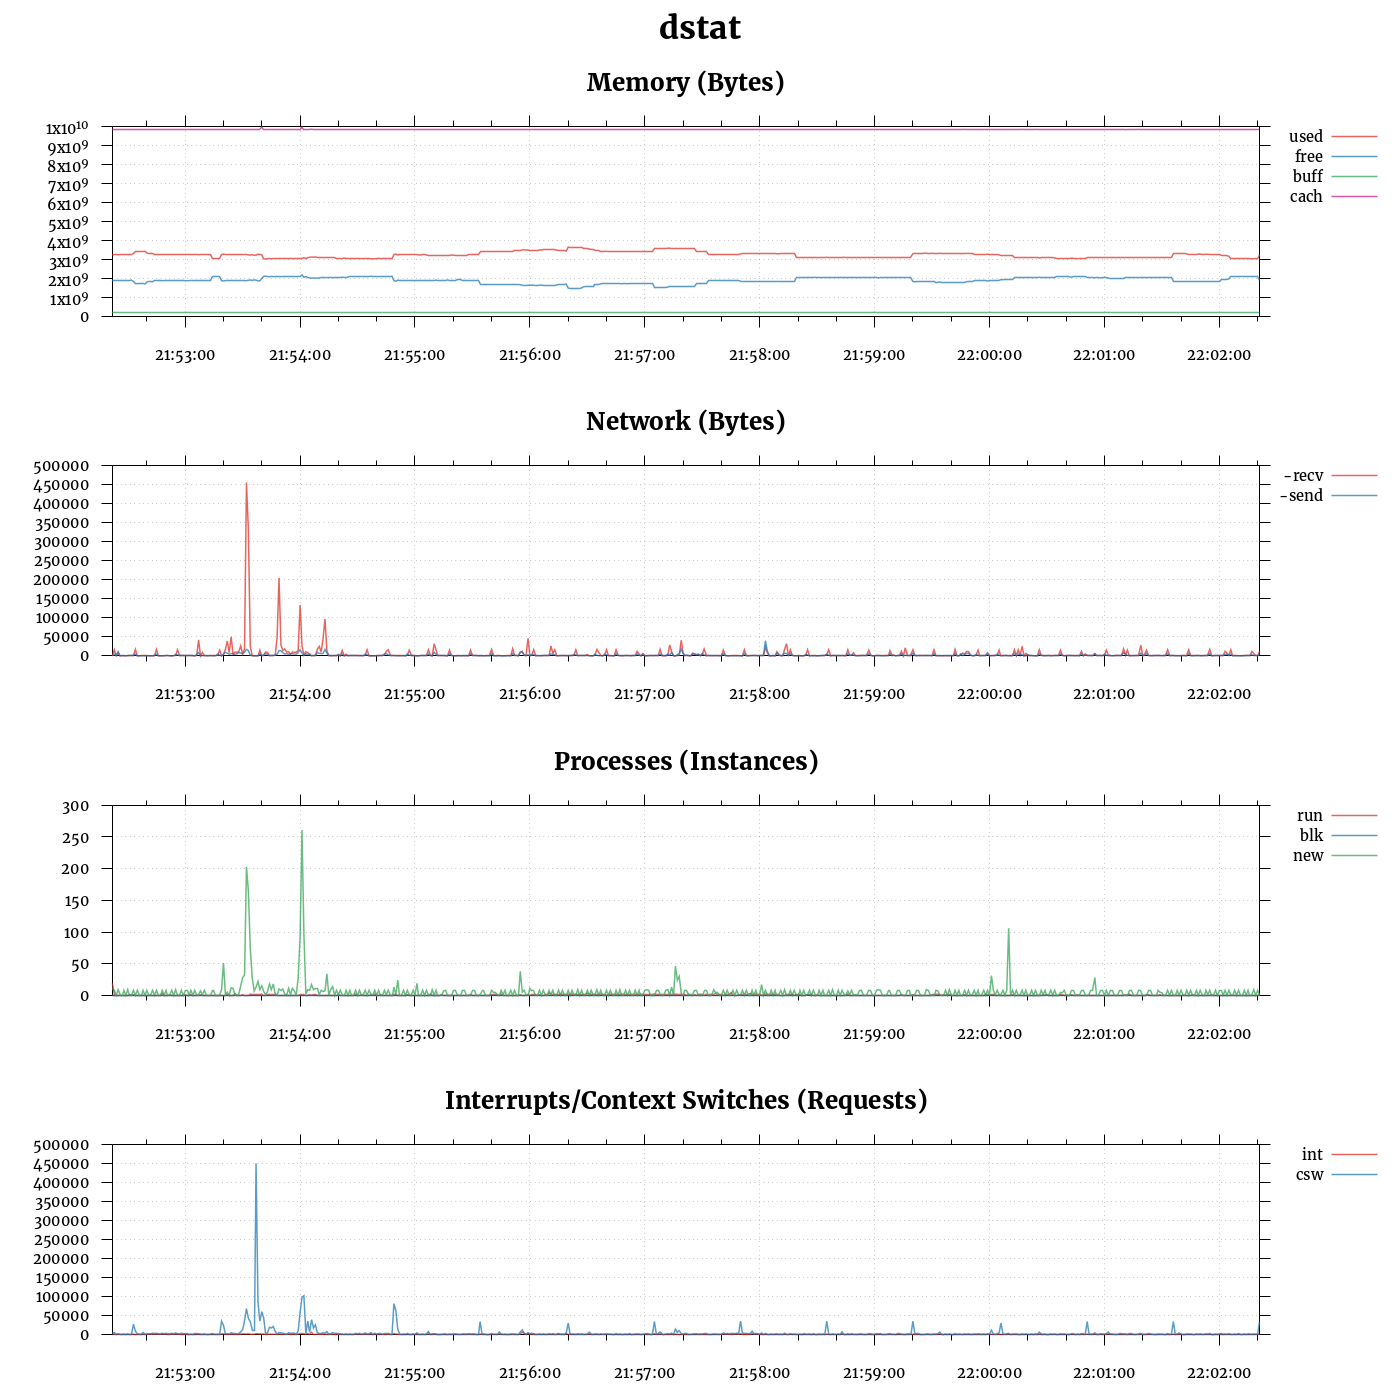 dstat
Memory (Bytes)
1x10^10
9x10^9
8x10^9
7x10^9
6x10^9
5x10^9
4x10^9
3x10^9
2x10^9
1x10^9
0
used
free
buff
cach
21:53:00 21:54:00 21:55:00 21:56:00 21:57:00 21:58:00 21:59:00 22:00:00 22:01:00 22:02:00
Network (Bytes)
500000
450000
400000
350000
300000
250000
200000
150000
100000
50000
0
-recv
-send
21:53:00 21:54:00 21:55:00 21:56:00 21:57:00 21:58:00 21:59:00 22:00:00 22:01:00 22:02:00
Processes (Instances)
300
250
200
150
100
50
0
run
blk
new
21:53:00 21:54:00 21:55:00 21:56:00 21:57:00 21:58:00 21:59:00 22:00:00 22:01:00 22:02:00
Interrupts/Context Switches (Requests)
500000
450000
400000
350000
300000
250000
200000
150000
100000
50000
0
int
csw
21:53:00 21:54:00 21:55:00 21:56:00 21:57:00 21:58:00 21:59:00 22:00:00 22:01:00 22:02:00